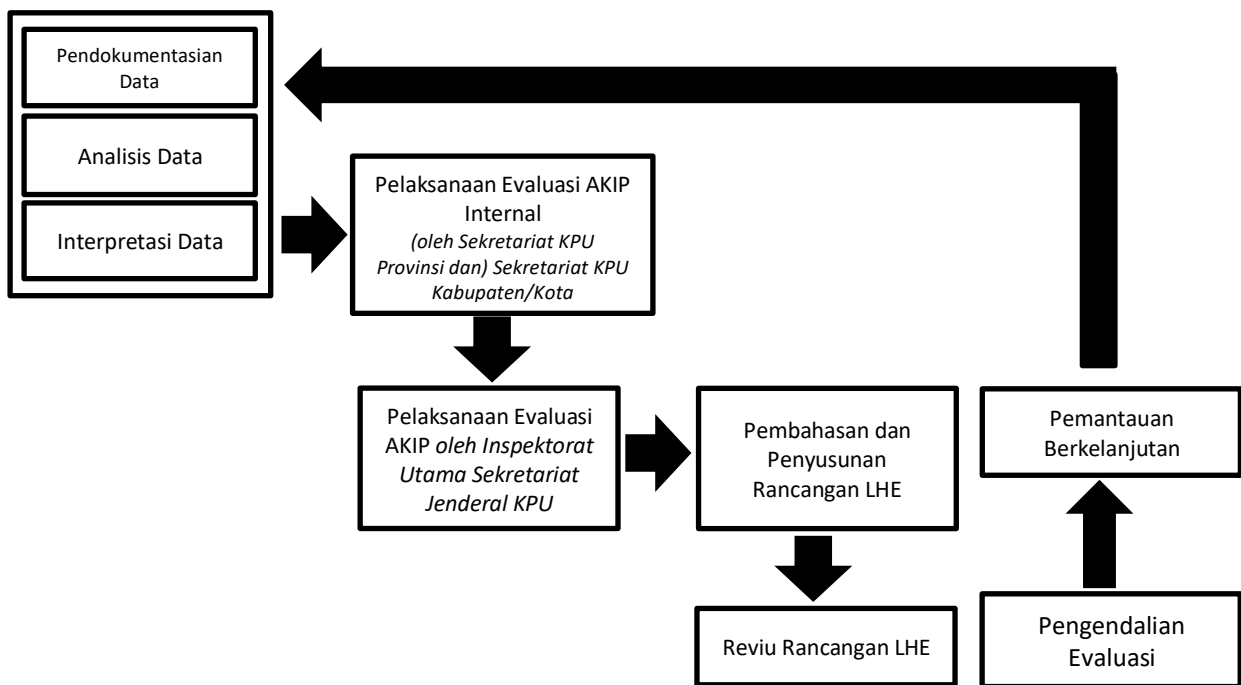 Pendokumentasian
Data
Analisis Data
Interpretasi Data
Pelaksanaan Evaluasi AKIP
Internal
(oleh Sekretariat KPU
Provinsi dan) Sekretariat KPU
Kabupaten/Kota
Pelaksanaan Evaluasi
AKIP oleh Inspektorat
Utama Sekretariat
Jenderal KPU
Pembahasan dan
Penyusunan
Rancangan LHE
Reviu Rancangan LHE
Pemantauan
Berkelanjutan
Pengendalian
Evaluasi